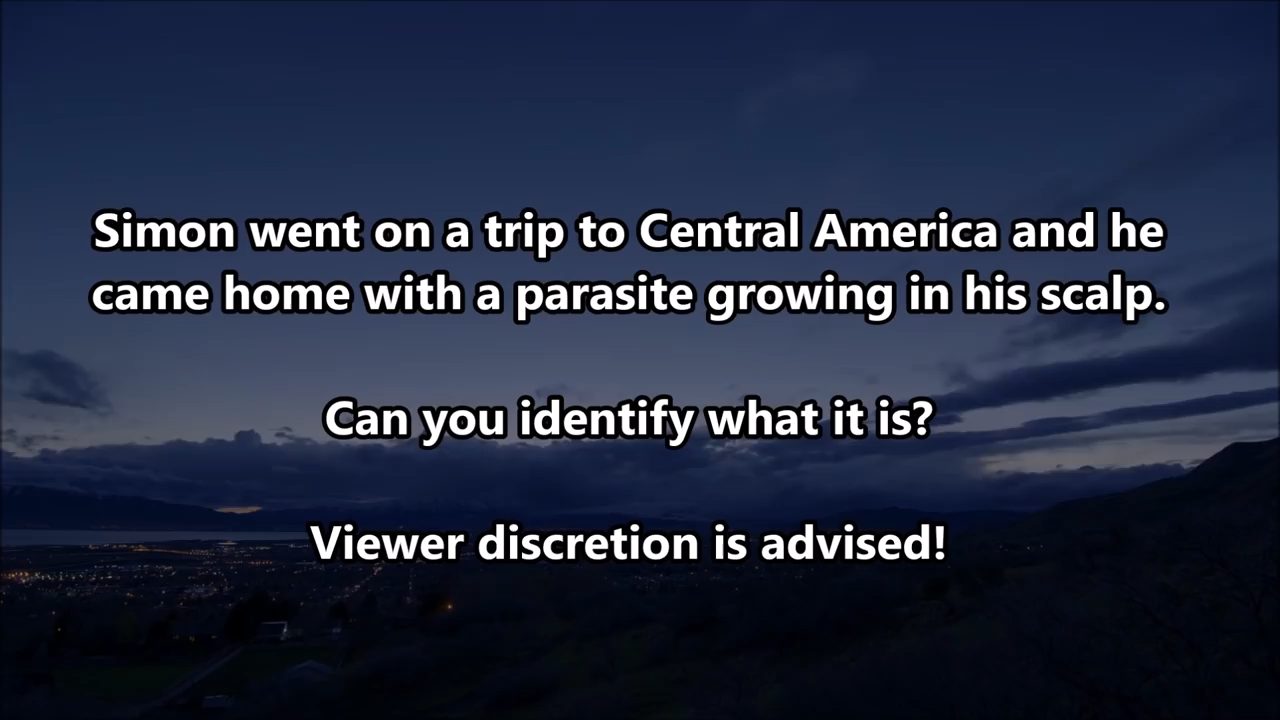 Simon went on a trip to Central America and he
came home with a parasite growing in his scalp.
Can you identify what it is?
Viewer discretion is advised!